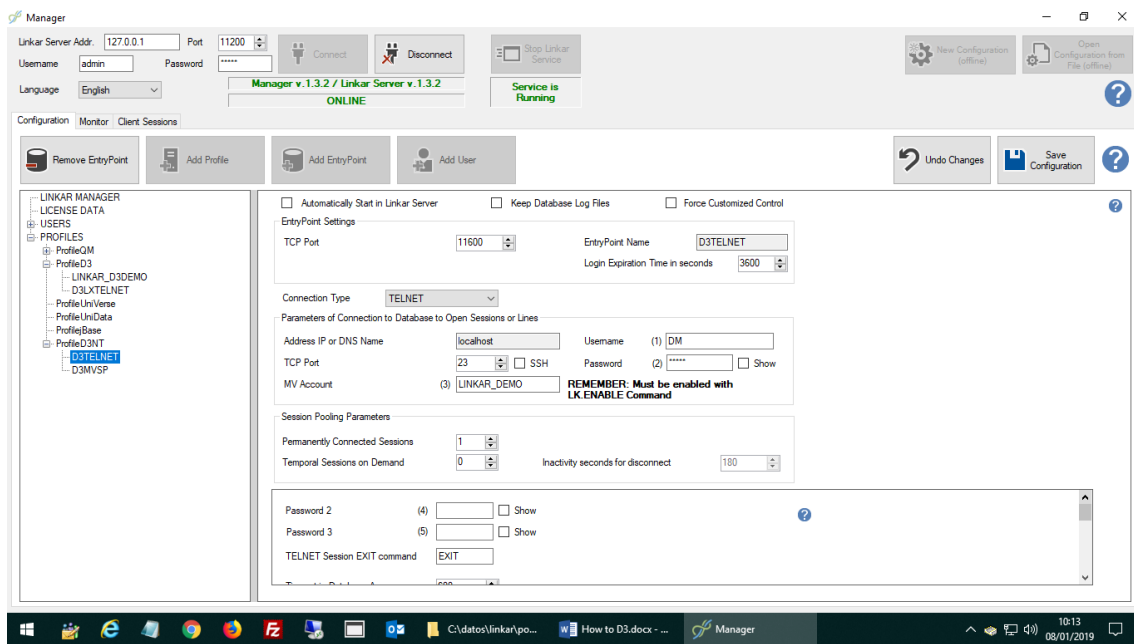 Manager
Linkar Server Addr. 127.0.0.1 Port 11200
Username admin Password *****
Language English
Connect
Disconnect
Stop Linkar
Service
Manager v.1.3.2 / Linkar Server v.1.3.2
ONLINE
Service is
Running
New Configuration
(offline)
Open
Configuration from
File (offline)
Configuration Monitor Client Sessions
Remove EntryPoint Add Profile Add EntryPoint Add User Undo Changes Save
Configuration
LINKAR MANAGER
LICENSE DATA
USERS
PROFILES
ProfileQM
ProfileD3
LINKAR_D3DEMO
D3LXTELNET
ProfileUniVerse
ProfileUniData
ProfilejBase
ProfileD3NT
D3TELNET
D3MVSP
Automatically Start in Linkar Server Keep Database Log Files Force Customized Control
EntryPoint Settings
TCP Port 11600 EntryPoint Name D3TELNET
Login Expiration Time in seconds 3600
Connection Type TELNET
Parameters of Connection to Database to Open Sessions or Lines
Address IP or DNS Name localhost Username (1) DM
TCP Port 23 SSH Password (2) ***** Show
MV Account (3) LINKAR_DEMO REMEMBER: Must be enabled with
LK.ENABLE Command
Session Pooling Parameters
Permanently Connected Sessions 1
Temporal Sessions on Demand 0 Inactivity seconds for disconnect 180
Password 2 (4) Show
Password 3 (5) Show
TELNET Session EXIT command EXIT
C:\datos\linkar\po... How to D3.docx - ... Manager
10:13
08/01/2019